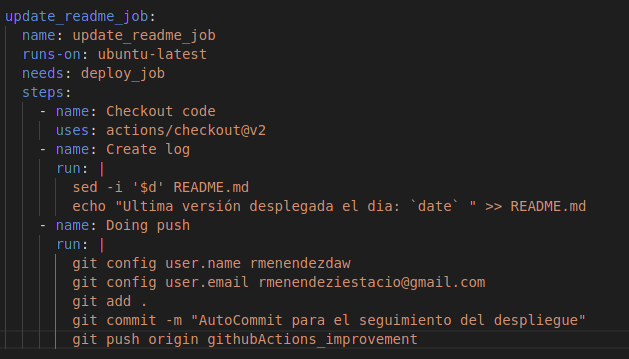 update_readme_job:
  name: update_readme_job
  runs-on: ubuntu-latest
  needs: deploy_job
  steps:
    - name: Checkout code
      uses: actions/checkout@v2
    - name: Create log
      run: |
        sed -i '$d' README.md
        echo "Ultima versión desplegada el dia: `date` " >> README.md
    - name: Doing push
      run: |
        git config user.name rmenendezdaw
        git config user.email rmenendeziestacio@gmail.com
        git add .
        git commit -m "AutoCommit para el seguimiento del despliegue"
        git push origin githubActions_improvement